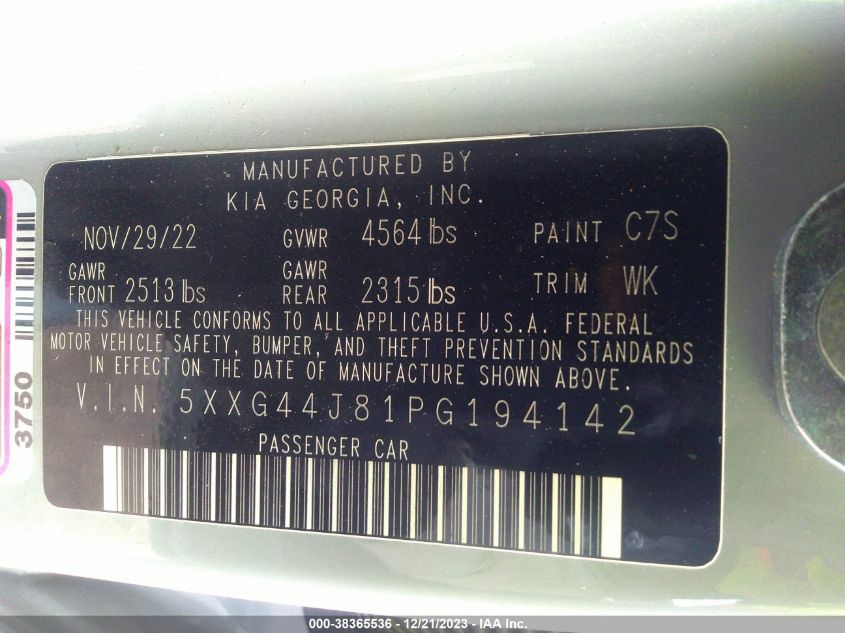 MANUFACTURED BY
KIA GEORGIA, INC.
NOV/29/22 GVWR 4564 lbs PAINT C7S
GAWR FRONT 2513 lbs GAWR REAR 2315 lbs TRIM WK
THIS VEHICLE CONFORMS TO ALL APPLICABLE U.S.A. FEDERAL
MOTOR VEHICLE SAFETY, BUMPER, AND THEFT PREVENTION STANDARDS
IN EFFECT ON THE DATE OF MANUFACTURE SHOWN ABOVE.
V.I.N. 5XXG44J81PG194142
PASSENGER CAR
3750
000-38365536 - 12/21/2023 - IAA Inc.